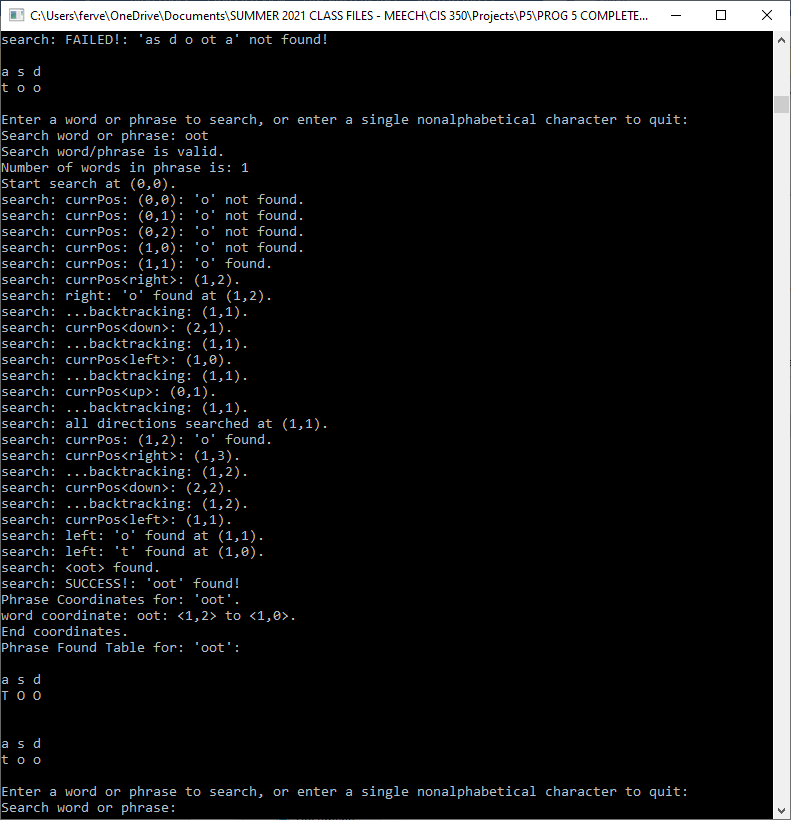 C:\Users\ferve\OneDrive\Documents\SUMMER 2021 CLASS FILES - MEECH\CIS 350\Projects\P5\PROG 5 COMPLETE...
search: FAILED!: 'as d o ot a' not found!
a s d
t o o
Enter a word or phrase to search, or enter a single nonalphabetical character to quit:
Search word or phrase: oot
Search word/phrase is valid.
Number of words in phrase is: 1
Start search at (0,0).
search: currPos: (0,0): 'o' not found.
search: currPos: (0,1): 'o' not found.
search: currPos: (0,2): 'o' not found.
search: currPos: (1,0): 'o' not found.
search: currPos: (1,1): 'o' found.
search: currPos<right>: (1,2).
search: right: 'o' found at (1,2).
search: ...backtracking: (1,1).
search: currPos<down>: (2,1).
search: ...backtracking: (1,1).
search: currPos<left>: (1,0).
search: ...backtracking: (1,1).
search: currPos<up>: (0,1).
search: ...backtracking: (1,1).
search: all directions searched at (1,1).
search: currPos: (1,2): 'o' found.
search: currPos<right>: (1,3).
search: ...backtracking: (1,2).
search: currPos<down>: (2,2).
search: ...backtracking: (1,2).
search: currPos<left>: (1,1).
search: left: 'o' found at (1,1).
search: left: 't' found at (1,0).
search: <oot> found.
search: SUCCESS!: 'oot' found!
Phrase Coordinates for: 'oot'.
word coordinate: oot: <1,2> to <1,0>.
End coordinates.
Phrase Found Table for: 'oot':
a s d
T O O
a s d
t o o
Enter a word or phrase to search, or enter a single nonalphabetical character to quit:
Search word or phrase: